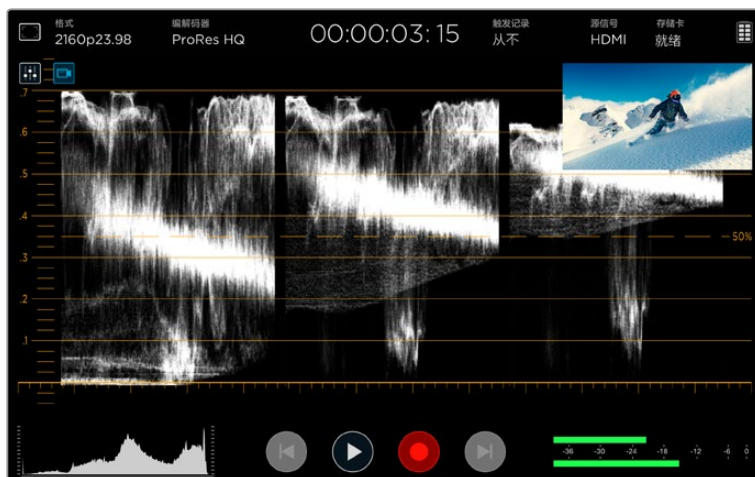 格式
2160p23.98
编解码器
ProRes HQ
00:00:03:15
触发记录
从不
源信号
HDMI
存储卡
就绪
.7
.6
.5
.4
50%
.3
.2
.1
-36 -30 -24 -18 -12 -6 0